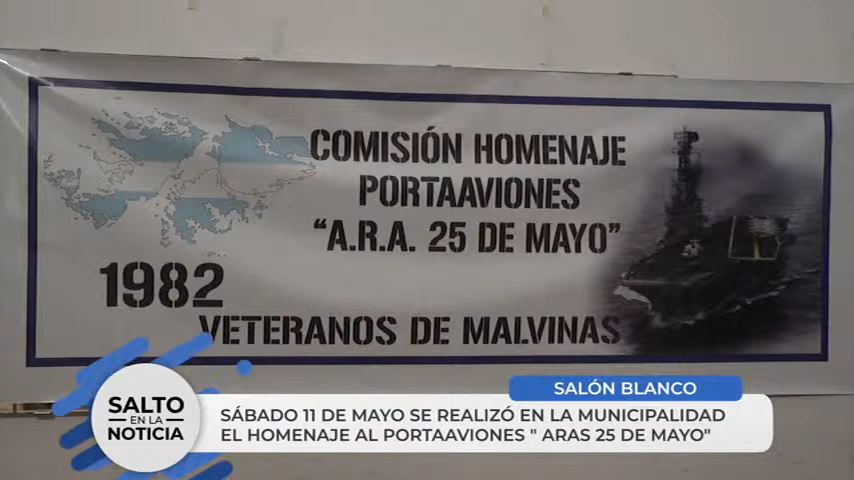 COMISIÓN HOMENAJE
PORTAAVIONES
“A.R.A. 25 DE MAYO”
1982
VETERANOS DE MALVINAS
SALÓN BLANCO
SALTO
EN LA
NOTICIA
SÁBADO 11 DE MAYO SE REALIZÓ EN LA MUNICIPALIDAD
EL HOMENAJE AL PORTAAVIONES " ARAS 25 DE MAYO"